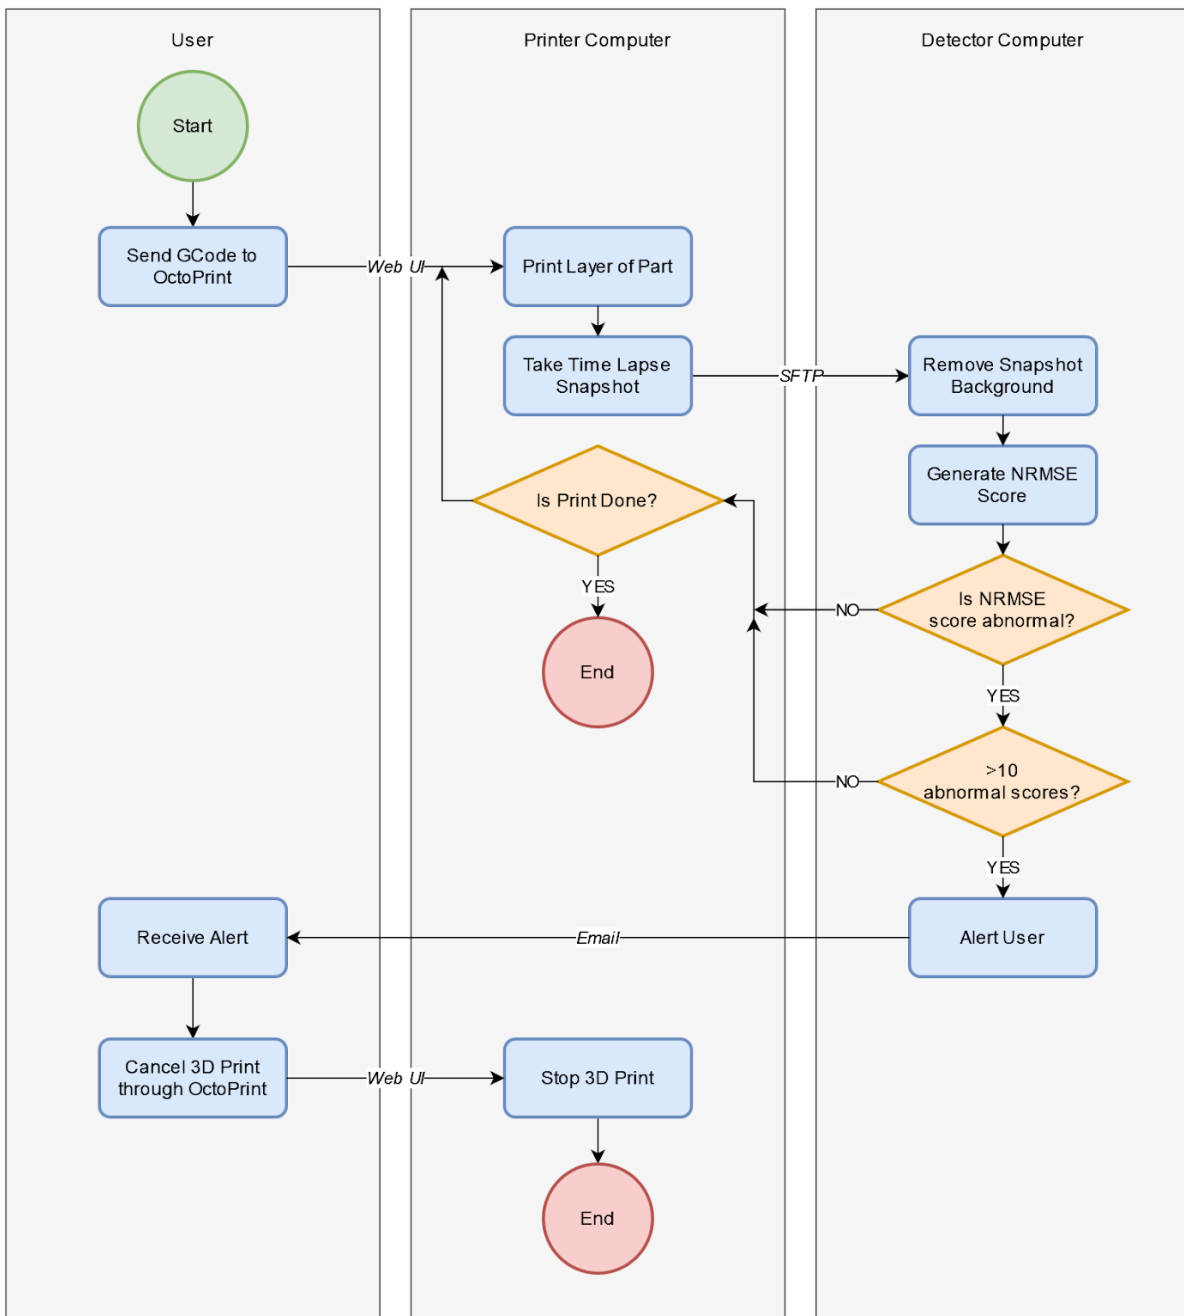 User
Printer Computer
Detector Computer
Start
Send GCode to
OctoPrint
Web UI
Print Layer of Part
Take Time Lapse
Snapshot
SFTP
Remove Snapshot
Background
Generate NRMSE
Score
Is Print Done?
YES
End
Is NRMSE
score abnormal?
NO
YES
>10
abnormal scores?
NO
YES
Alert User
Email
Receive Alert
Cancel 3D Print
through OctoPrint
Web UI
Stop 3D Print
End